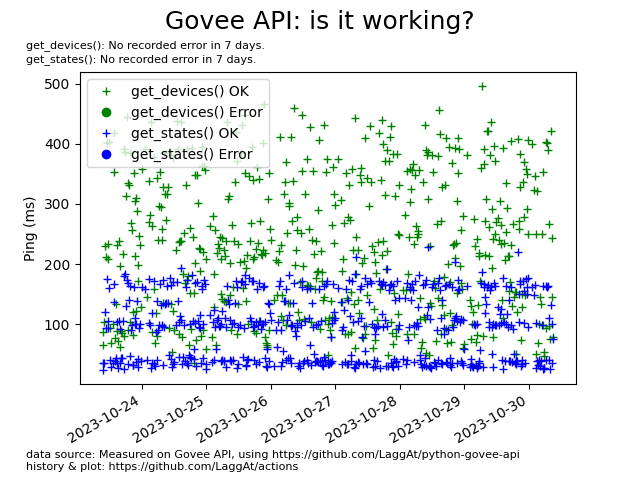 Govee API: is it working?
get_devices(): No recorded error in 7 days.
get_states(): No recorded error in 7 days.
get_devices() OK
get_devices() Error
get_states() OK
get_states() Error
Ping (ms)
500
400
300
200
100
2023-10-24
2023-10-25
2023-10-26
2023-10-27
2023-10-28
2023-10-29
2023-10-30
data source: Measured on Govee API, using https://github.com/LaggAt/python-govee-api
history & plot: https://github.com/LaggAt/actions